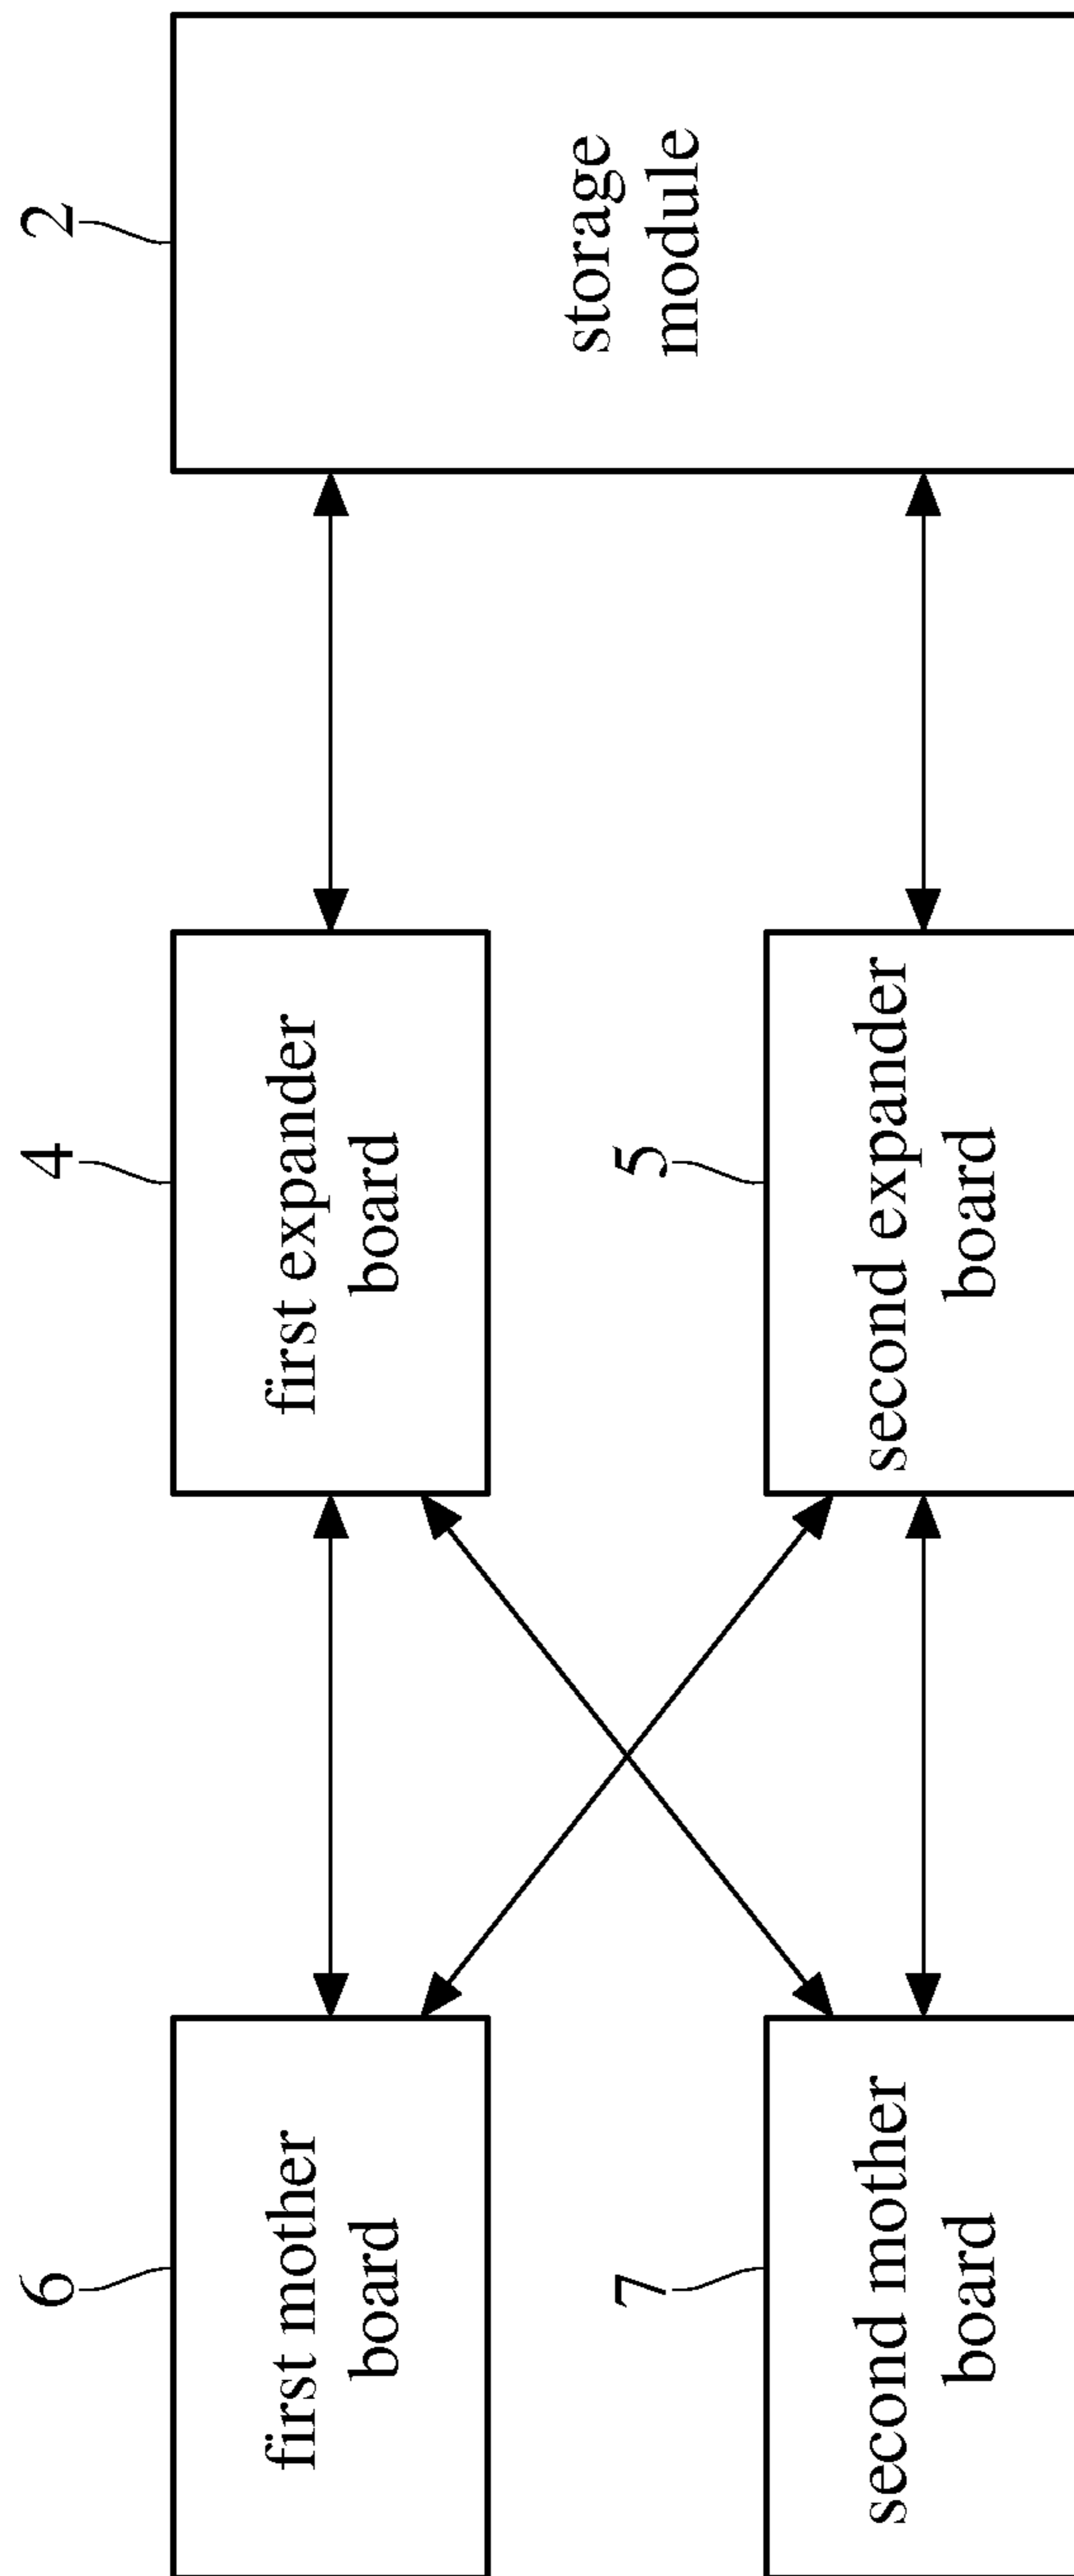 6
first mother
board
4
first expander
board
2
storage
module
7
second mother
board
5
second expander
board